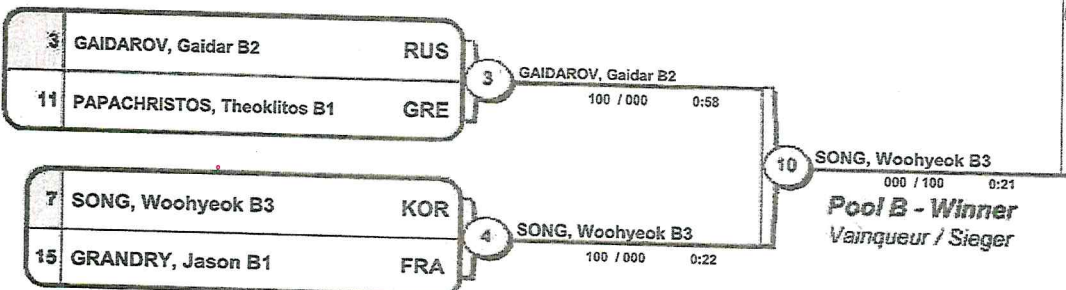 3 GAIDAROV, Gaidar B2 RUS
11 PAPACHRISTOS, Theoklitos B1 GRE
3
GAIDAROV, Gaidar B2
100 / 000 0:58
7 SONG, Woohyeok B3 KOR
15 GRANDRY, Jason B1 FRA
4
SONG, Woohyeok B3
100 / 000 0:22
10
SONG, Woohyeok B3
000 / 100 0:21
Pool B - Winner
Vainqueur / Sieger